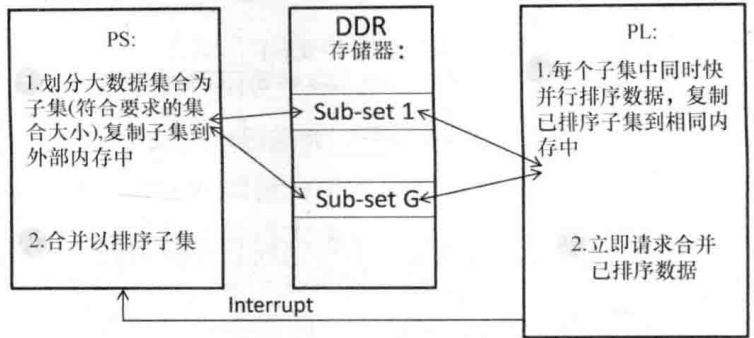 PS:
1.划分大数据集合为
子集(符合要求的集
合大小),复制子集到
外部内存中
2.合并以排序子集
DDR
存储器：
Sub-set 1
Sub-set G
PL:
1.每个子集中同时快
并行排序数据，复制
已排序子集到相同内
存中
2.立即请求合并
已排序数据
Interrupt